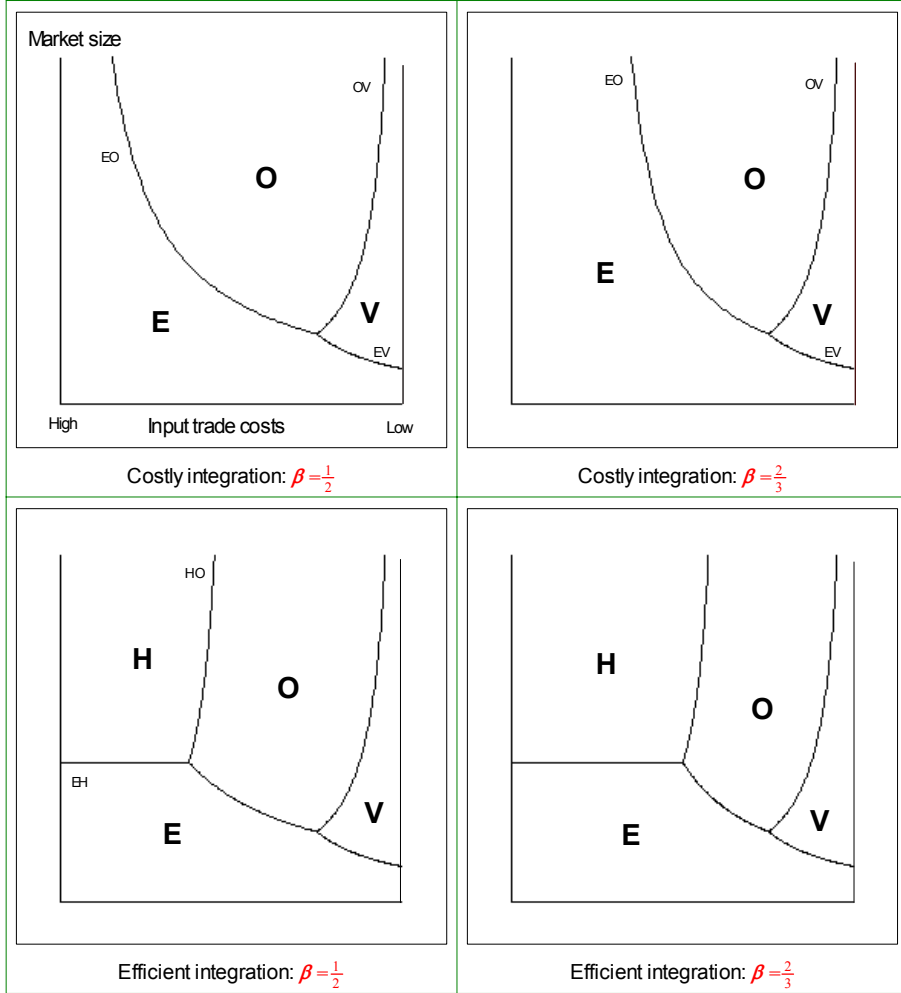 Market size
EO
OV
O
E
V
EV
High Input trade costs Low
Costly integration: β = 1/2
EO
OV
O
E
V
EV
Costly integration: β = 2/3
HO
H
O
EH
E
V
Efficient integration: β = 1/2
H
O
E
V
Efficient integration: β = 2/3